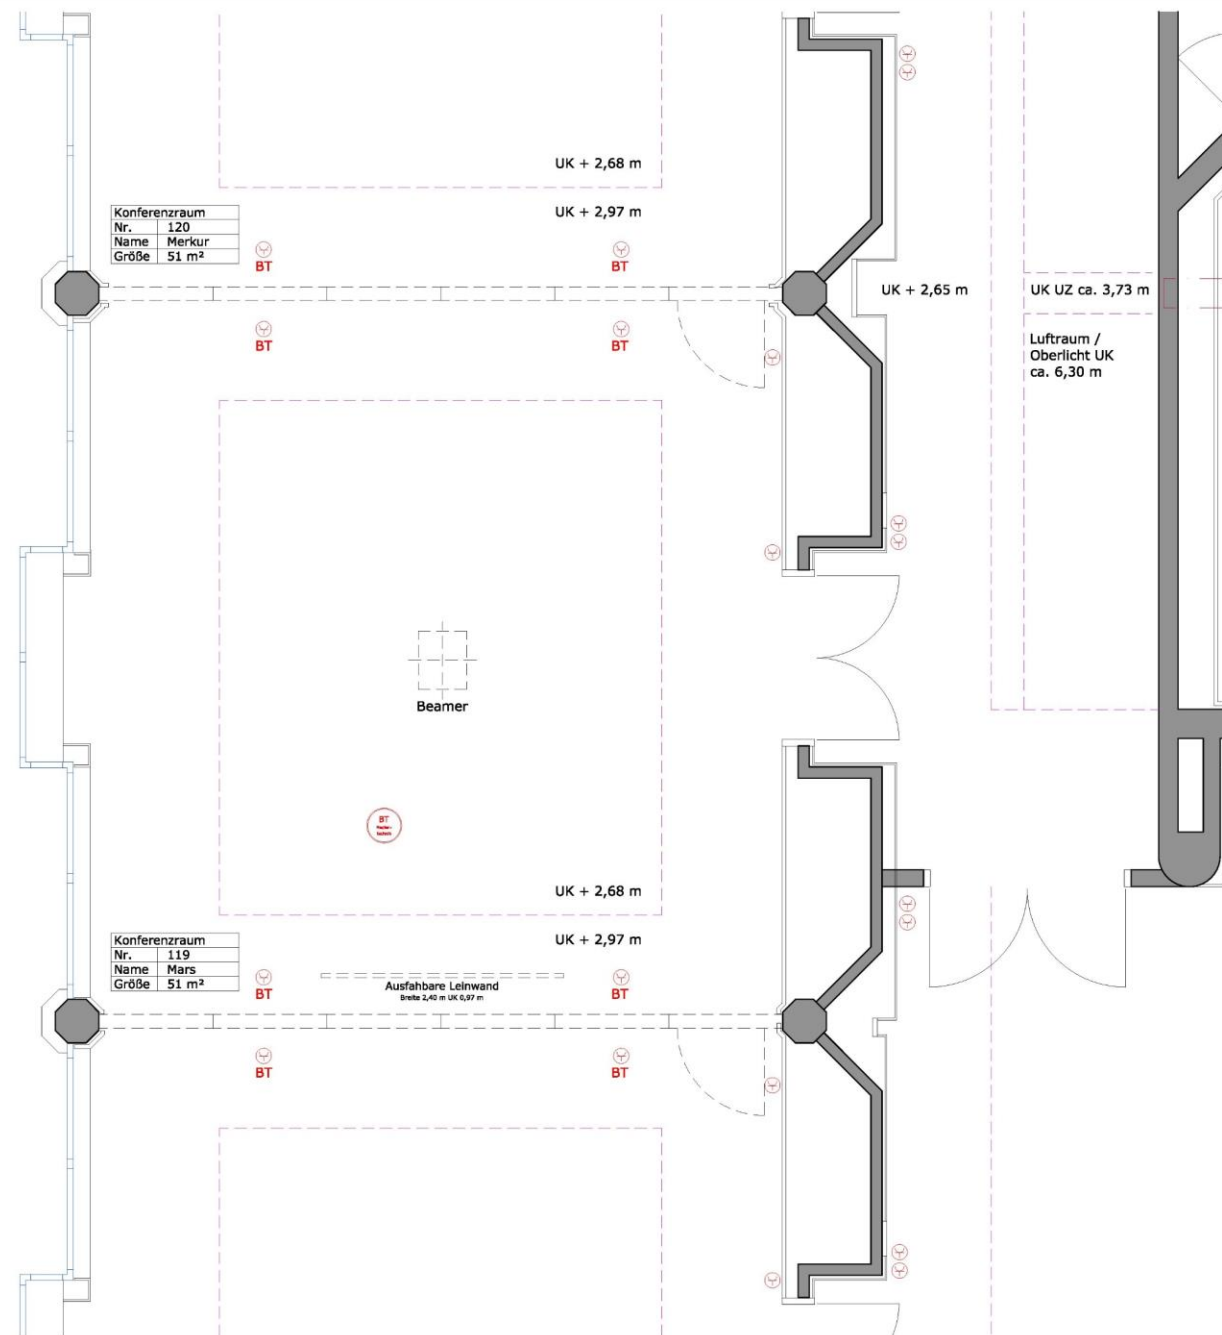 UK + 2,68 m
UK + 2,97 m
Konferenzraum
Nr. 120
Name Merkur
Größe 51 m²
BT
BT
UK + 2,65 m
UK UZ ca. 3,73 m
BT
BT
Luftraum /
Oberlicht UK
ca. 6,30 m
Beamer
BT
UK + 2,68 m
UK + 2,97 m
Konferenzraum
Nr. 119
Name Mars
Größe 51 m²
BT
BT
Ausfahbare Leinwand
Breite 2,40 m UK 0,97 m
BT
BT